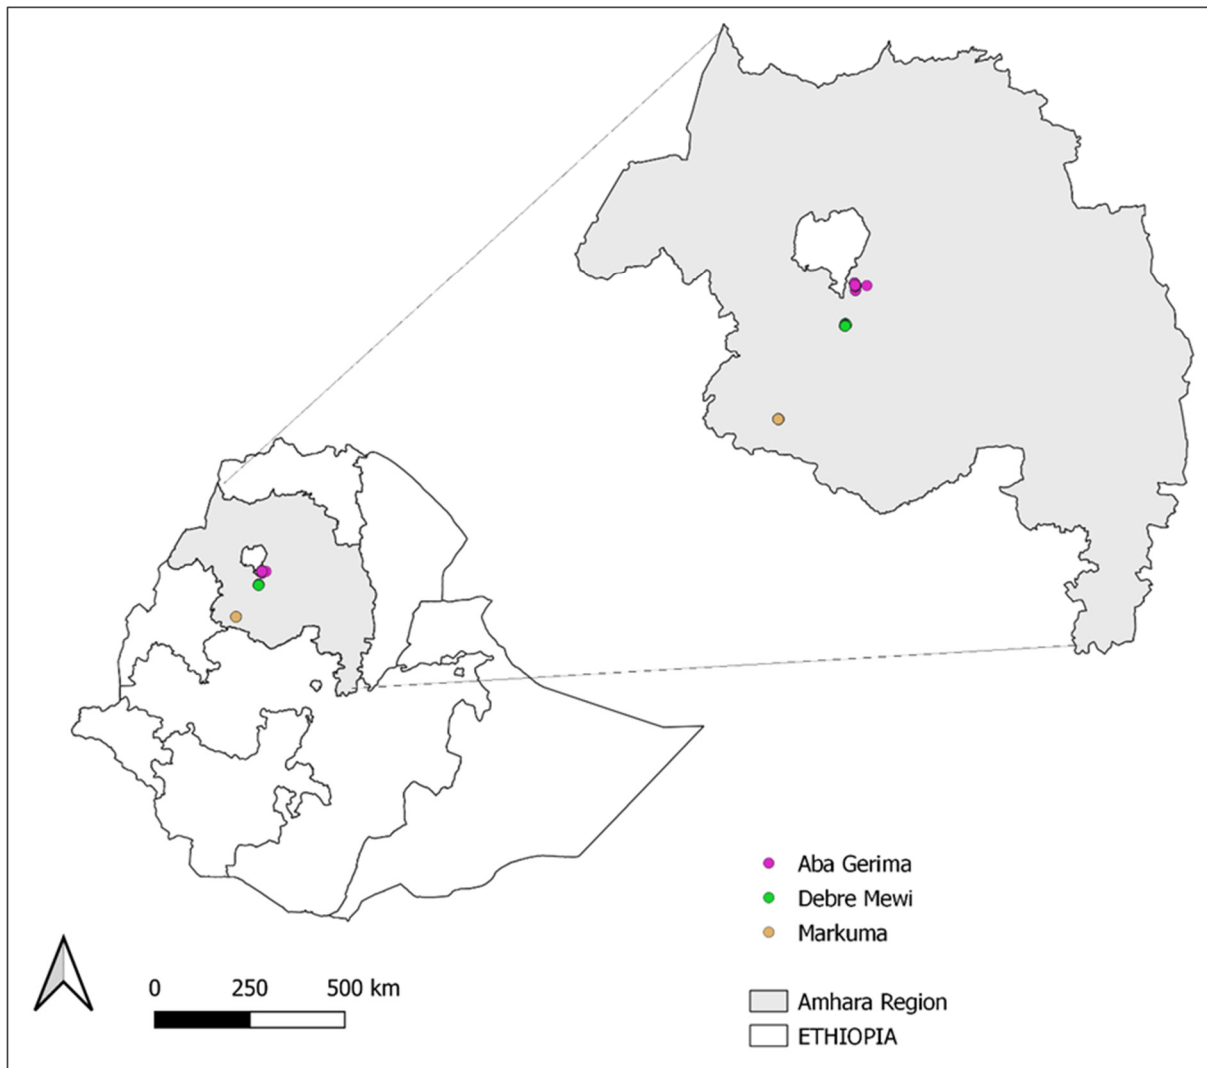 Aba Gerima
Debre Mewi
Markuma
0 250 500 km
Amhara Region
ETHIOPIA